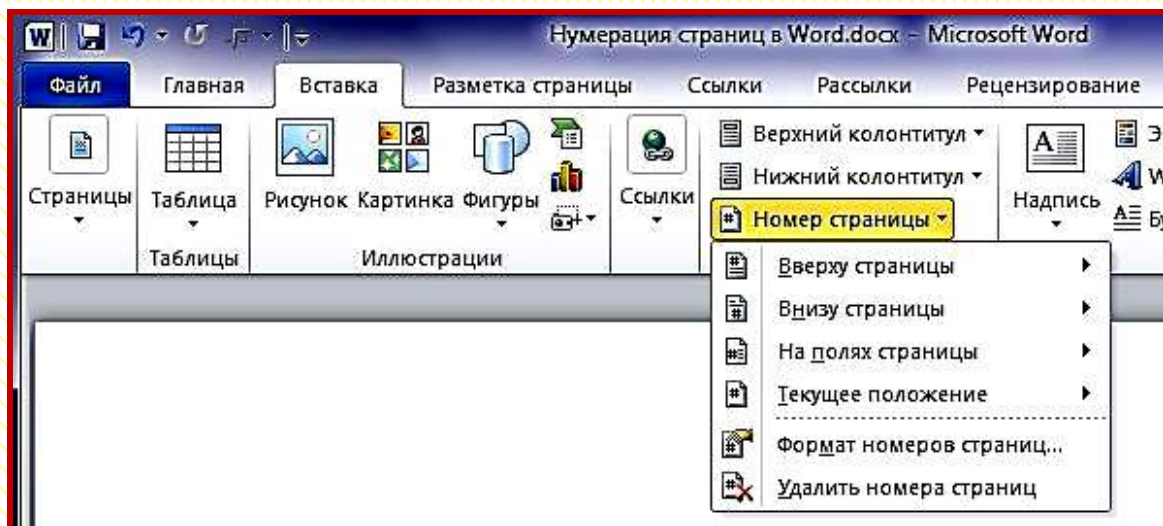 Нумерация страниц в Word.docx - Microsoft Word
Файл Главная Вставка Разметка страницы Ссылки Рассылки Рецензирование
Верхний колонтитул
Нижний колонтитул
Страницы Таблица Рисунок Картинка Фигуры Ссылки Номер страницы Надпись
Таблицы Иллюстрации
Вверху страницы
Внизу страницы
На полях страницы
Текущее положение
Формат номеров страниц...
Удалить номера страниц